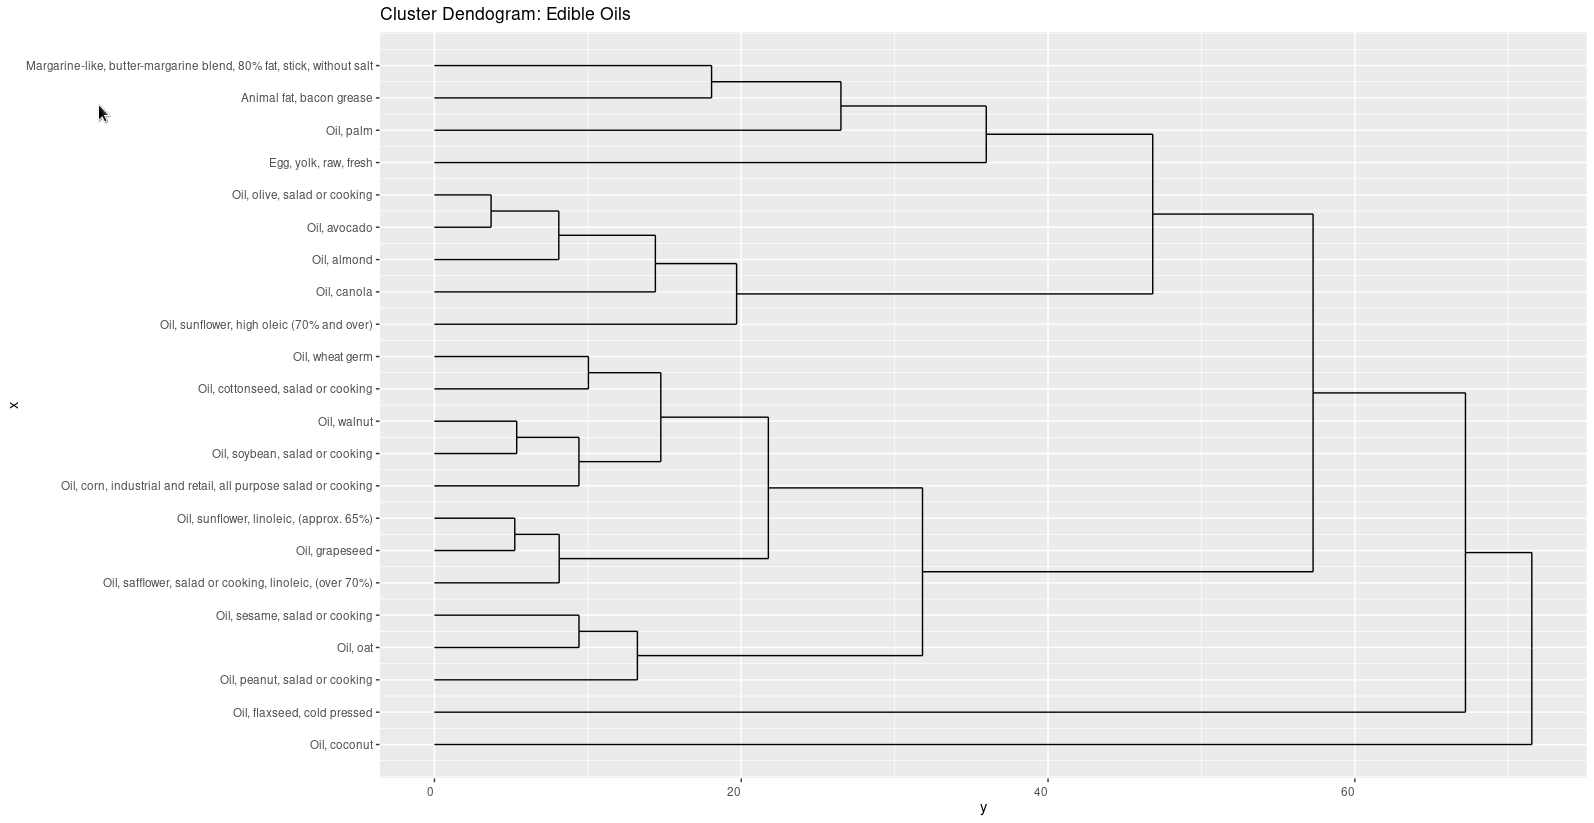 Cluster Dendogram: Edible Oils
Margarine-like, butter-margarine blend, 80% fat, stick, without salt
Animal fat, bacon grease
Oil, palm
Egg, yolk, raw, fresh
Oil, olive, salad or cooking
Oil, avocado
Oil, almond
Oil, canola
Oil, sunflower, high oleic (70% and over)
Oil, wheat germ
Oil, cottonseed, salad or cooking
x
Oil, walnut
Oil, soybean, salad or cooking
Oil, corn, industrial and retail, all purpose salad or cooking
Oil, sunflower, linoleic, (approx. 65%)
Oil, grapeseed
Oil, safflower, salad or cooking, linoleic, (over 70%)
Oil, sesame, salad or cooking
Oil, oat
Oil, peanut, salad or cooking
Oil, flaxseed, cold pressed
Oil, coconut
0 20 40 60
y